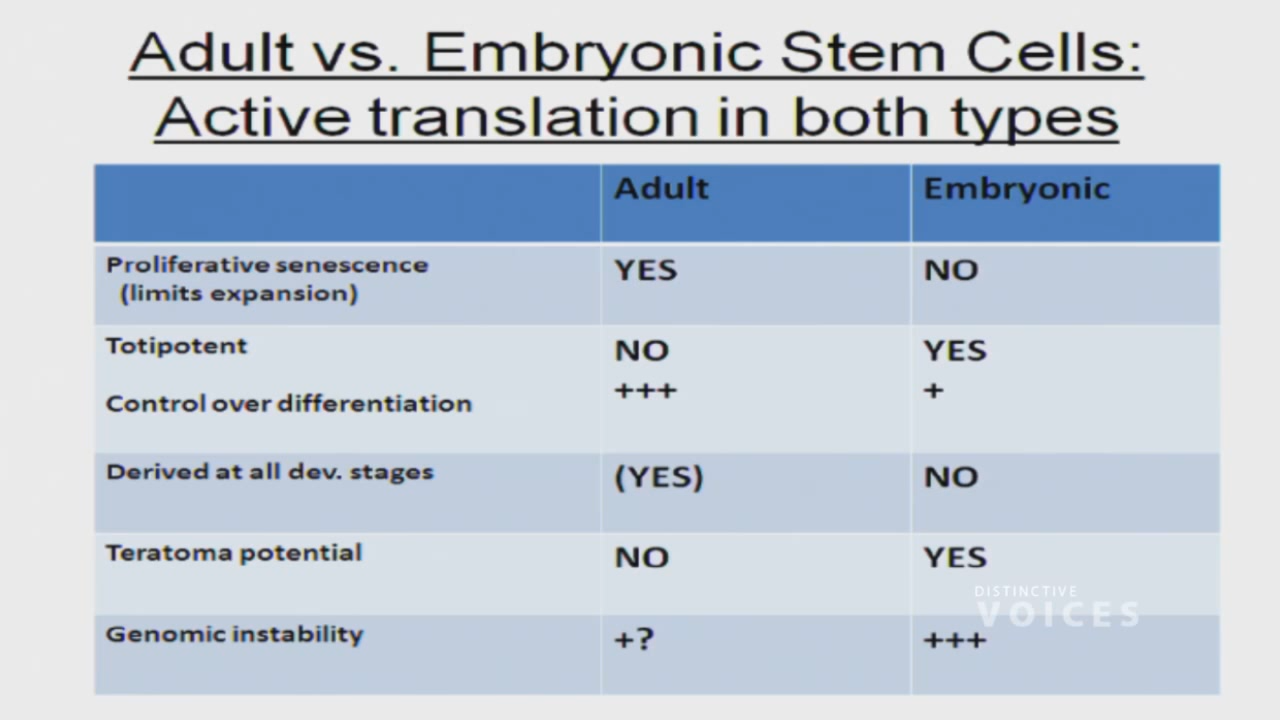 Adult vs. Embryonic Stem Cells:
Active translation in both types
Adult Embryonic
Proliferative senescence YES NO
(limits expansion)
Totipotent NO YES
Control over differentiation +++ +
Derived at all dev. stages (YES) NO
Teratoma potential NO YES
DISTINCTIVE
VOICES
Genomic instability +? +++